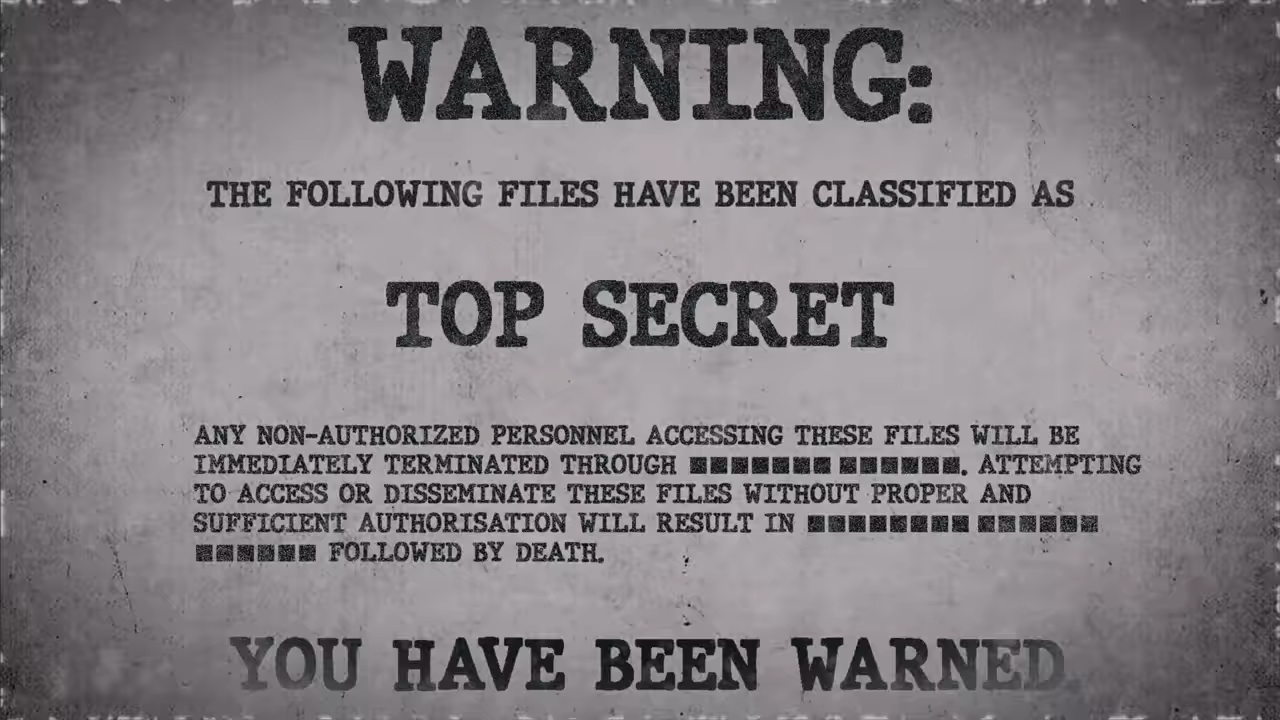 WARNING:
THE FOLLOWING FILES HAVE BEEN CLASSIFIED AS
TOP SECRET
ANY NON-AUTHORIZED PERSONNEL ACCESSING THESE FILES WILL BE
IMMEDIATELY TERMINATED THROUGH ■■■■■■■ ■■■■■■. ATTEMPTING
TO ACCESS OR DISSEMINATE THESE FILES WITHOUT PROPER AND
SUFFICIENT AUTHORISATION WILL RESULT IN ■■■■■■■■ ■■■■■■
■■■■■■ FOLLOWED BY DEATH.
YOU HAVE BEEN WARNED.